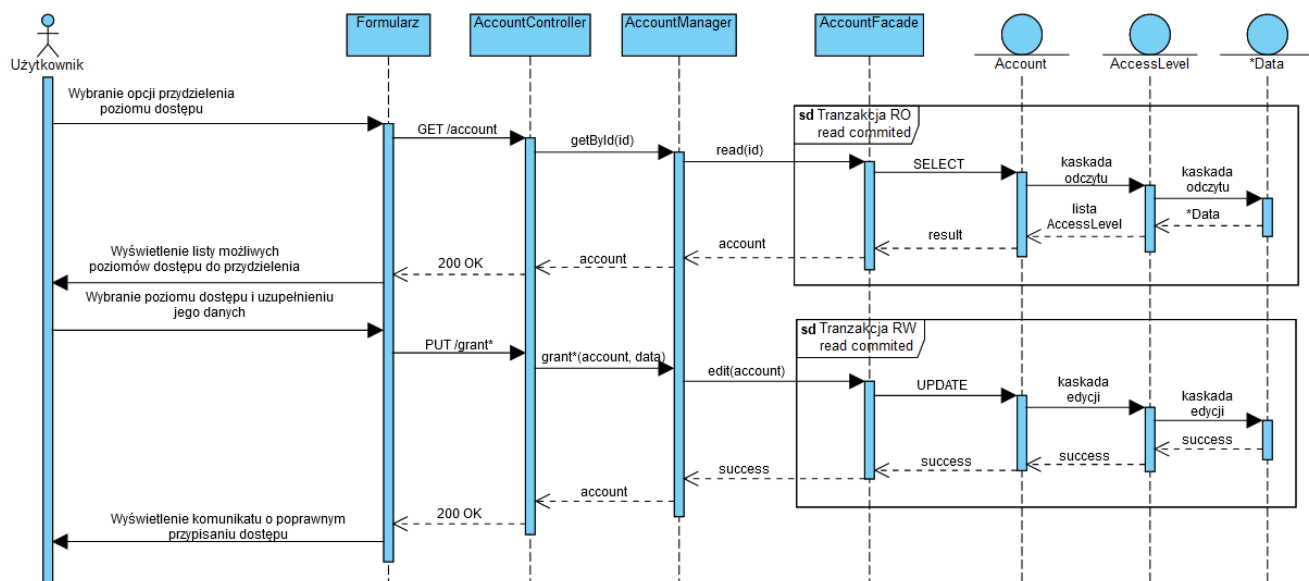 Użytkownik
Formularz
AccountController
AccountManager
AccountFacade
Account
AccessLevel
*Data
Wybranie opcji przydzielenia
poziomu dostępu
GET /account
getById(id)
read(id)
sd Tranzakcja RO
read commited
SELECT
kaskada
odczytu
kaskada
odczytu
*Data
lista
AccessLevel
result
account
account
200 OK
Wyświetlenie listy możliwych
poziomów dostępu do przydzielenia
Wybranie poziomu dostępu i uzupełnieniu
jego danych
PUT /grant*
grant*(account, data)
edit(account)
sd Tranzakcja RW
read commited
UPDATE
kaskada
edycji
kaskada
edycji
success
success
success
success
account
200 OK
Wyświetlenie komunikatu o poprawnym
przypisaniu dostępu